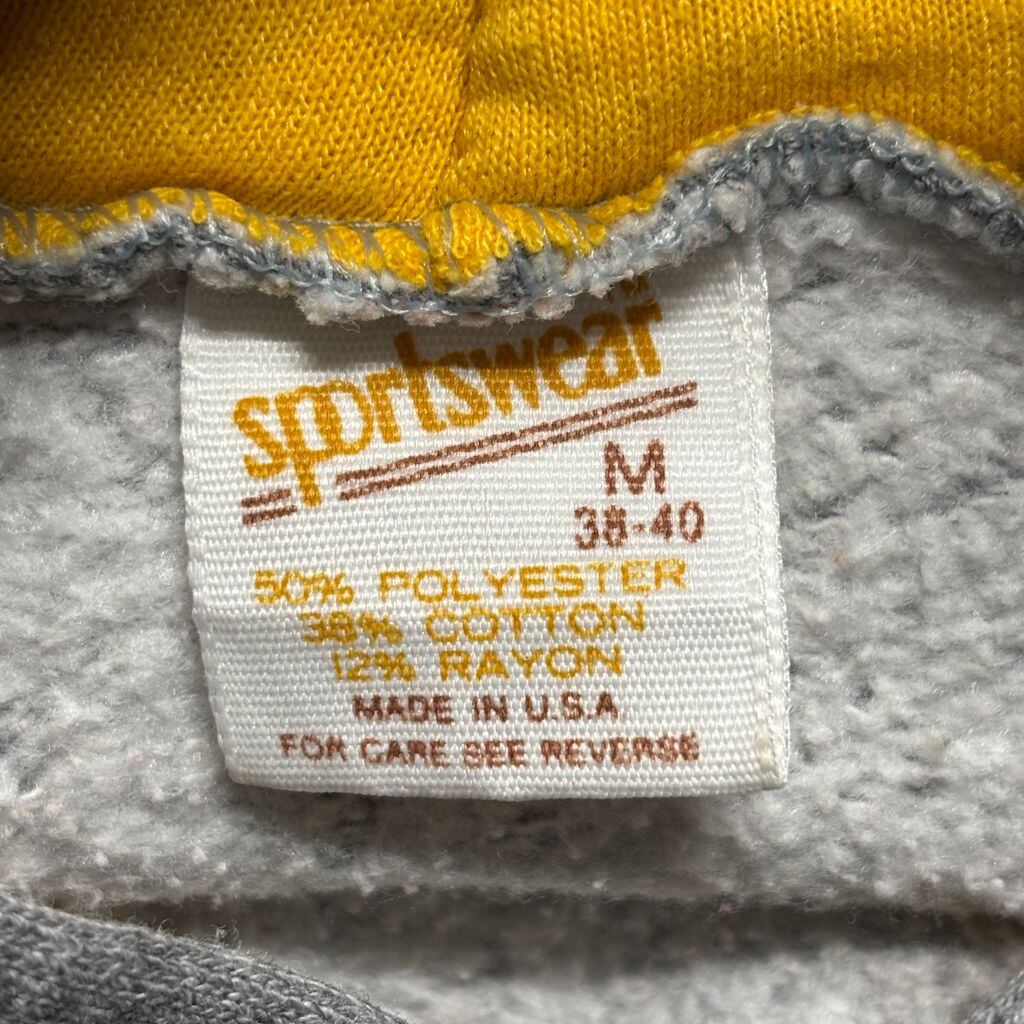 sportswear
M
38-40
50% POLYESTER
38% COTTON
12% RAYON
MADE IN U.S.A
FOR CARE SEE REVERSE